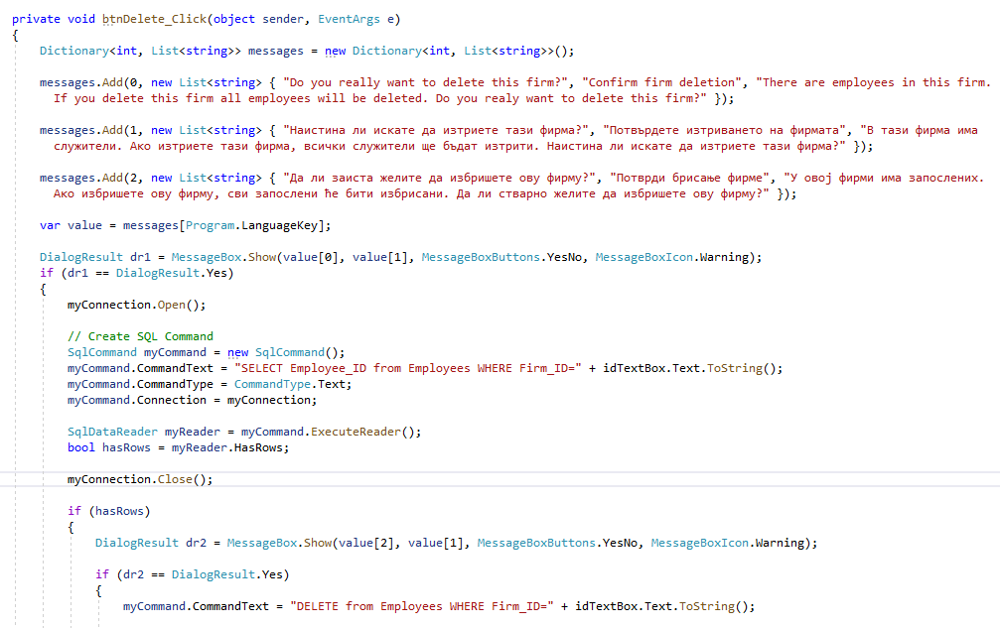 private void btnDelete_Click(object sender, EventArgs e)
{
Dictionary<int, List<string>> messages = new Dictionary<int, List<string>>();
messages.Add(0, new List<string> { "Do you really want to delete this firm?", "Confirm firm deletion", "There are employees in this firm.
If you delete this firm all employees will be deleted. Do you realy want to delete this firm?" });
messages.Add(1, new List<string> { "Наистина ли искате да изтриете тази фирма?", "Потвърдете изтриването на фирмата", "В тази фирма има
служители. Ако изтриете тази фирма, всички служители ще бъдат изтрити. Наистина ли искате да изтриете тази фирма?" });
messages.Add(2, new List<string> { "Да ли заиста желите да избришете ову фирму?", "Потврди брисање фирме", "У овој фирми има запослених.
Ако избришете ову фирму, сви запослени ће бити избрисани. Да ли стварно желите да избришете ову фирму?" });
var value = messages[Program.LanguageKey];
DialogResult dr1 = MessageBox.Show(value[0], value[1], MessageBoxButtons.YesNo, MessageBoxIcon.Warning);
if (dr1 == DialogResult.Yes)
{
myConnection.Open();
// Create SQL Command
SqlCommand myCommand = new SqlCommand();
myCommand.CommandText = "SELECT Employee_ID from Employees WHERE Firm_ID=" + idTextBox.Text.ToString();
myCommand.CommandType = CommandType.Text;
myCommand.Connection = myConnection;
SqlDataReader myReader = myCommand.ExecuteReader();
bool hasRows = myReader.HasRows;
myConnection.Close();
if (hasRows)
{
DialogResult dr2 = MessageBox.Show(value[2], value[1], MessageBoxButtons.YesNo, MessageBoxIcon.Warning);
if (dr2 == DialogResult.Yes)
{
myCommand.CommandText = "DELETE from Employees WHERE Firm_ID=" + idTextBox.Text.ToString();